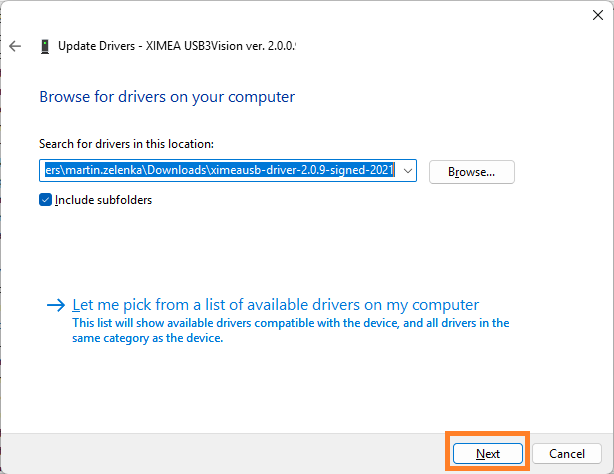 Update Drivers - XIMEA USB3Vision ver. 2.0.0.9
Browse for drivers on your computer
Search for drivers in this location:
ers\martin.zelenka\Downloads\ximeausb-driver-2.0.9-signed-2021
Browse...
Include subfolders
Let me pick from a list of available drivers on my computer
This list will show available drivers compatible with the device, and all drivers in the
same category as the device.
Next
Cancel